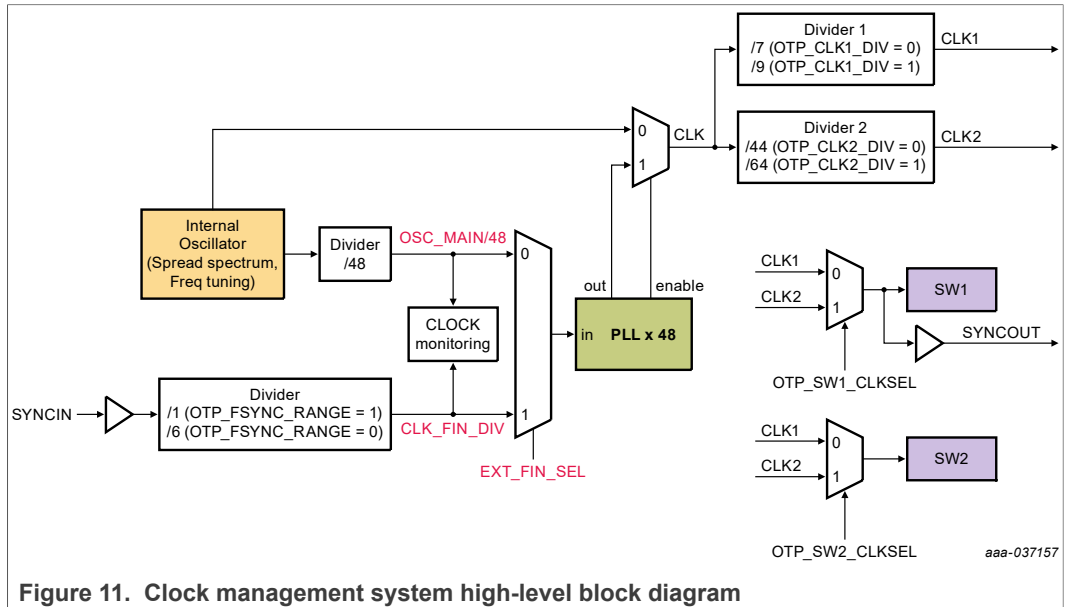 Divider 1
/7 (OTP_CLK1_DIV = 0)
/9 (OTP_CLK1_DIV = 1)
CLK1
0
1
CLK
Divider 2
/44 (OTP_CLK2_DIV = 0)
/64 (OTP_CLK2_DIV = 1)
CLK2
Internal
Oscillator
(Spread spectrum,
Freq tuning)
Divider
/48
OSC_MAIN/48
0
CLOCK
monitoring
out
enable
in PLL x 48
SYNCIN
Divider
/1 (OTP_FSYNC_RANGE = 1)
/6 (OTP_FSYNC_RANGE = 0)
CLK_FIN_DIV
1
EXT_FIN_SEL
CLK1
0
CLK2
1
SW1
SYNCOUT
OTP_SW1_CLKSEL
CLK1
0
CLK2
1
SW2
OTP_SW2_CLKSEL
aaa-037157
Figure 11. Clock management system high-level block diagram